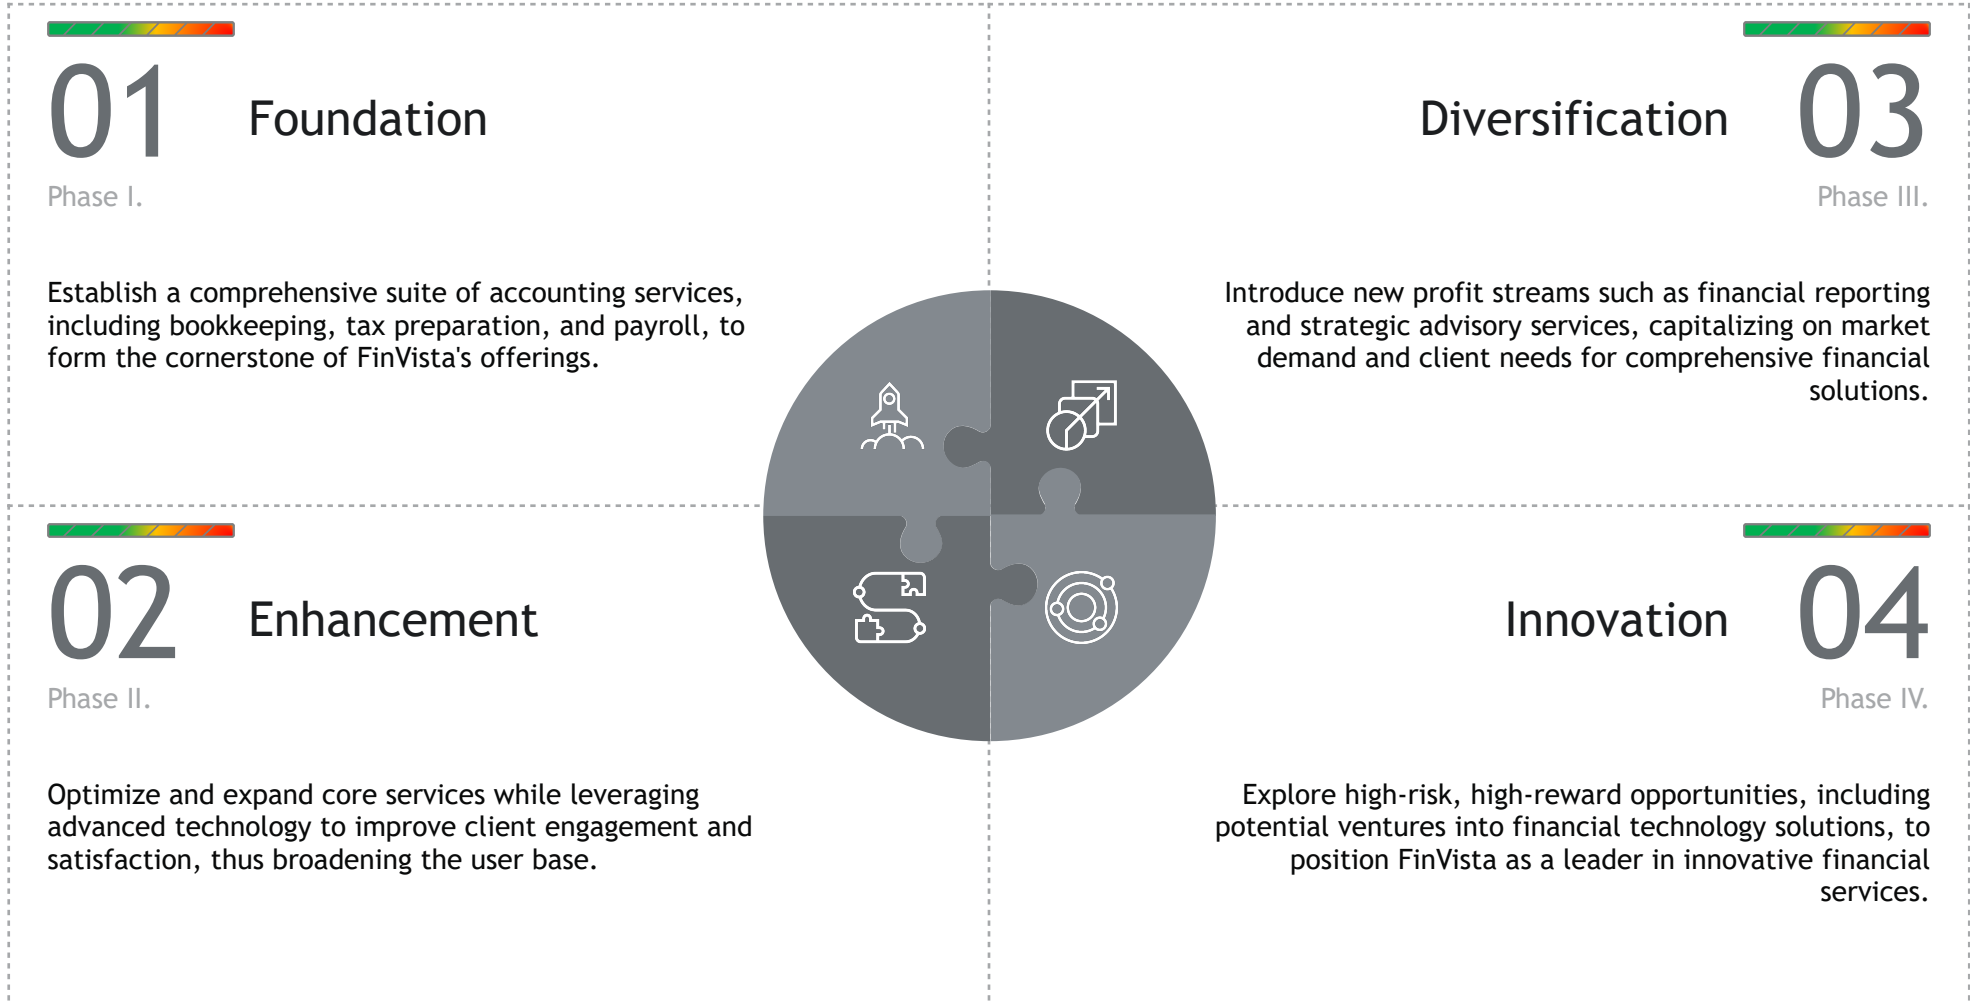 01
Foundation
Phase I.
Establish a comprehensive suite of accounting services,
including bookkeeping, tax preparation, and payroll, to
form the cornerstone of FinVista's offerings.
02
Enhancement
Phase II.
Optimize and expand core services while leveraging
advanced technology to improve client engagement and
satisfaction, thus broadening the user base.
Diversification
03
Phase III.
Introduce new profit streams such as financial reporting
and strategic advisory services, capitalizing on market
demand and client needs for comprehensive financial
solutions.
Innovation
04
Phase IV.
Explore high-risk, high-reward opportunities, including
potential ventures into financial technology solutions, to
position FinVista as a leader in innovative financial
services.